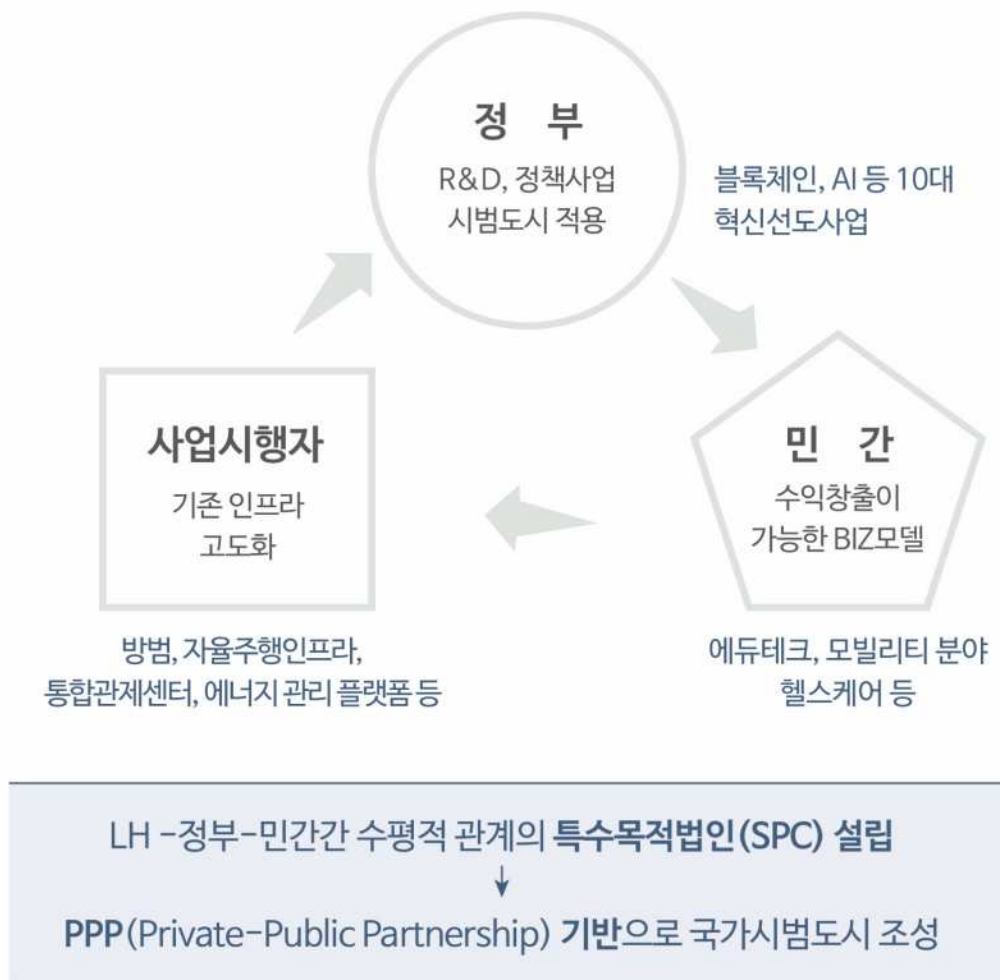 정 부
R&D, 정책사업
시범도시 적용
블록체인, AI 등 10대
혁신선도사업
사업시행자
기존 인프라
고도화
방범, 자율주행인프라,
통합관제센터, 에너지 관리 플랫폼 등
민 간
수익창출이
가능한 BIZ모델
에듀테크, 모빌리티 분야
헬스케어 등
LH -정부-민간간 수평적 관계의 특수목적법인(SPC) 설립
↓
PPP(Private-Public Partnership) 기반으로 국가시범도시 조성